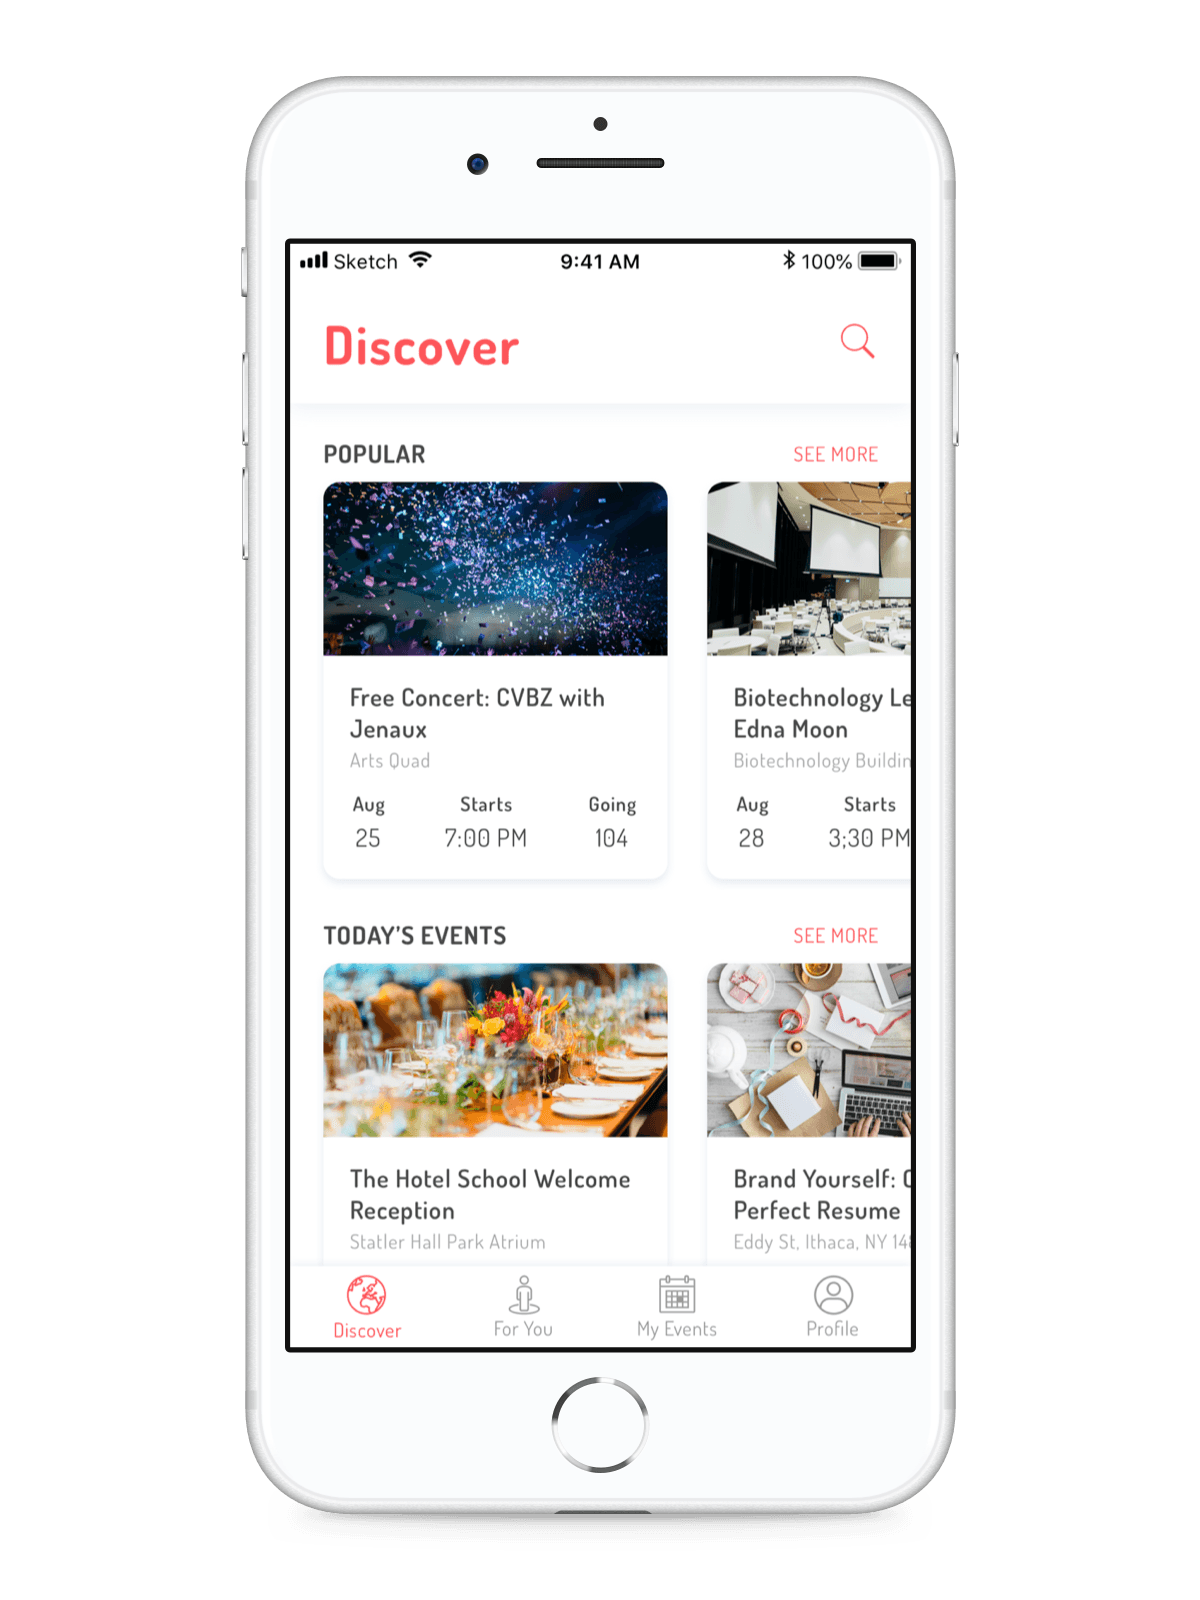 Sketch 9:41 AM 100%
Discover
POPULAR SEE MORE
Free Concert: CVBZ with
Jenaux
Arts Quad
Aug Starts Going
25 7:00 PM 104
Biotechnology Le
Edna Moon
Biotechnology Buildin
Aug Starts
28 3;30 PM
TODAY'S EVENTS SEE MORE
The Hotel School Welcome
Reception
Statler Hall Park Atrium
Brand Yourself:
Perfect Resume
Eddy St, Ithaca, NY 14
Discover For You My Events Profile